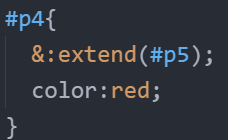 #p4{
  &:extend(#p5);
  color:red;
}